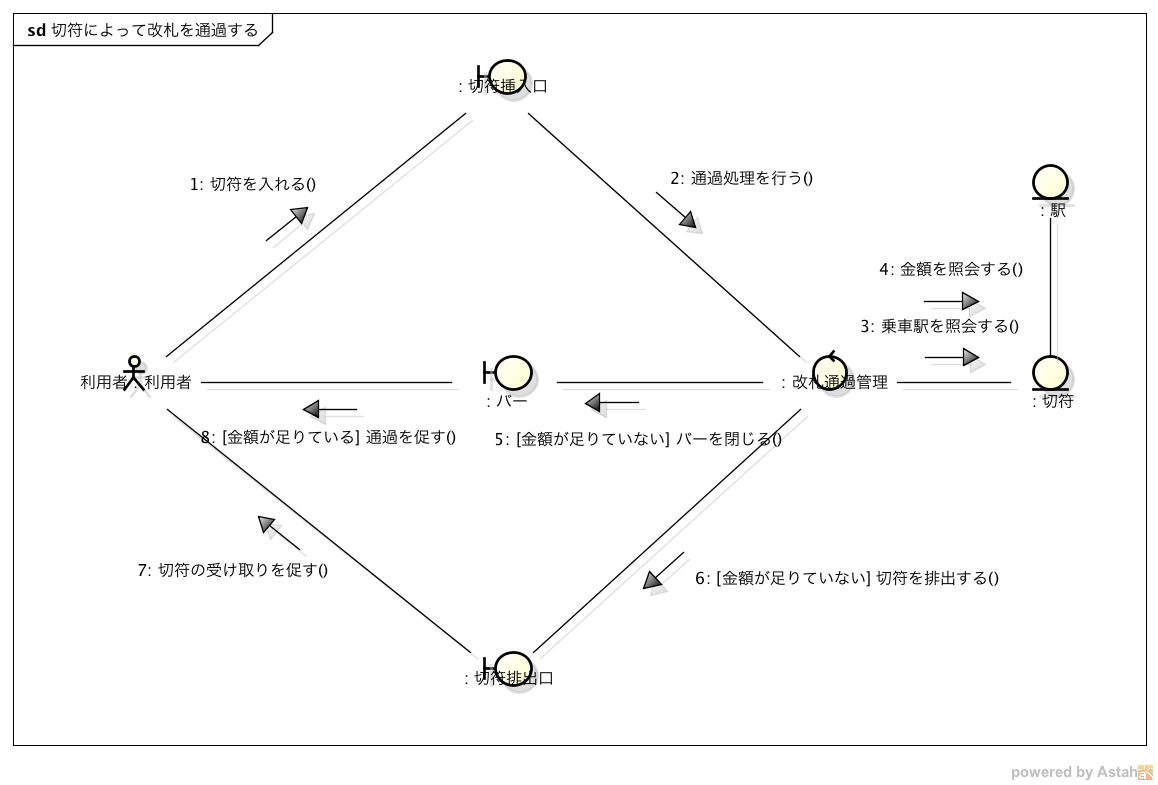 sd 切符によって改札を通過する
: 切符挿入口
1: 切符を入れる()
2: 通過処理を行う()
: 駅
4: 金額を照会する()
3: 乗車駅を照会する()
利用者 : 利用者
: バー
: 改札通過管理
: 切符
8: [金額が足りている] 通過を促す()
5: [金額が足りていない] バーを閉じる()
7: 切符の受け取りを促す()
6: [金額が足りていない] 切符を排出する()
: 切符排出口
powered by Astah